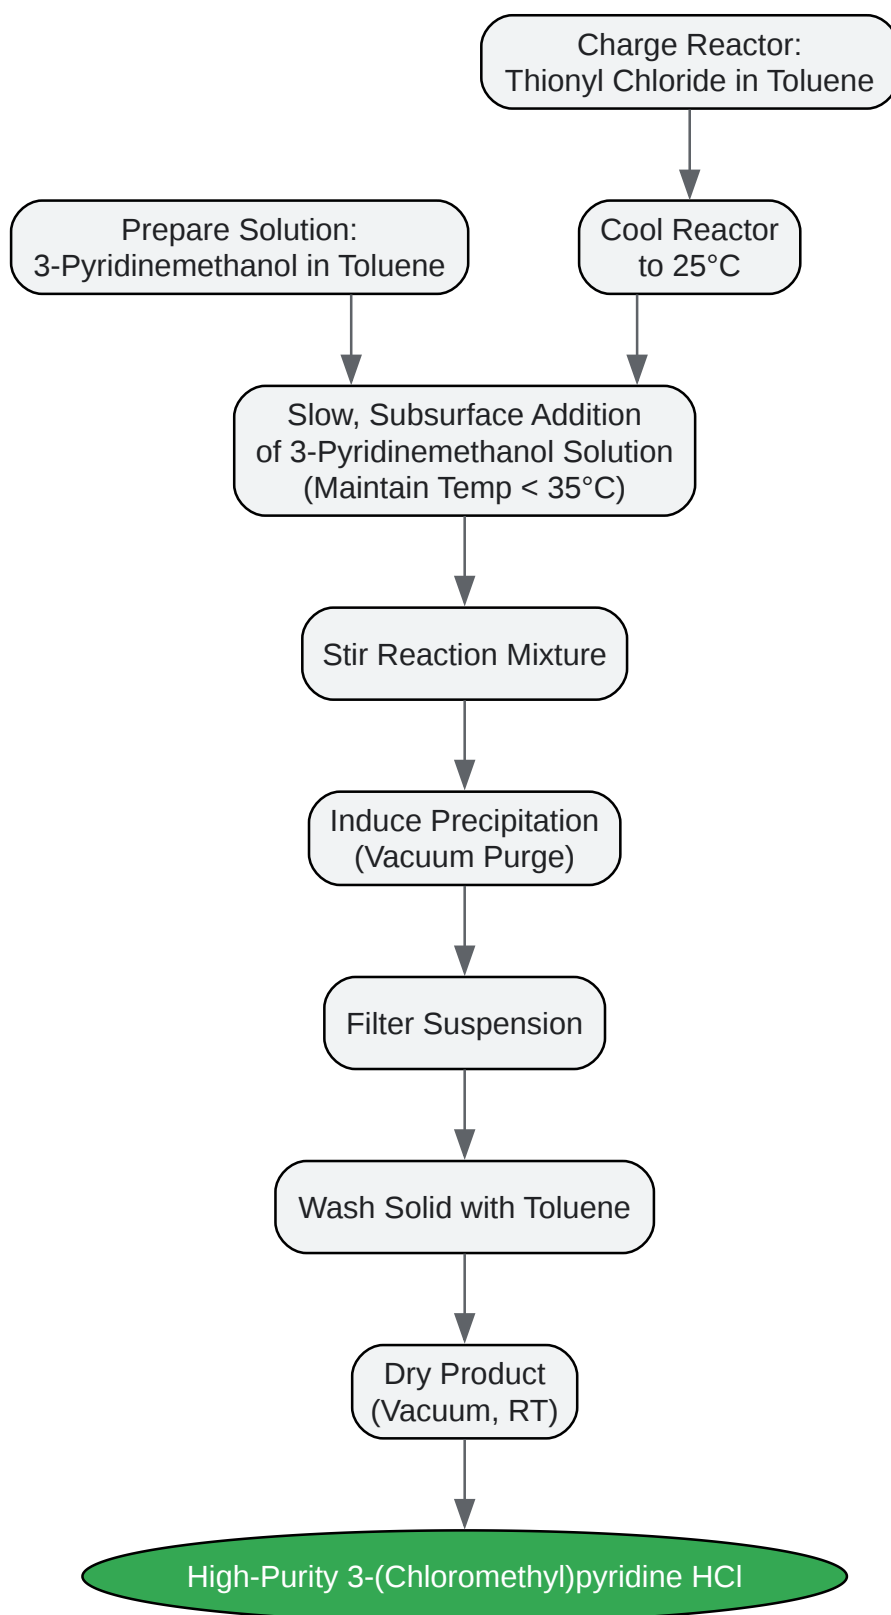 Charge Reactor:
Thionyl Chloride in Toluene
Prepare Solution:
3-Pyridinemethanol in Toluene
Cool Reactor
to 25°C
Slow, Subsurface Addition
of 3-Pyridinemethanol Solution
(Maintain Temp < 35°C)
Stir Reaction Mixture
Induce Precipitation
(Vacuum Purge)
Filter Suspension
Wash Solid with Toluene
Dry Product
(Vacuum, RT)
High-Purity 3-(Chloromethyl)pyridine HCl